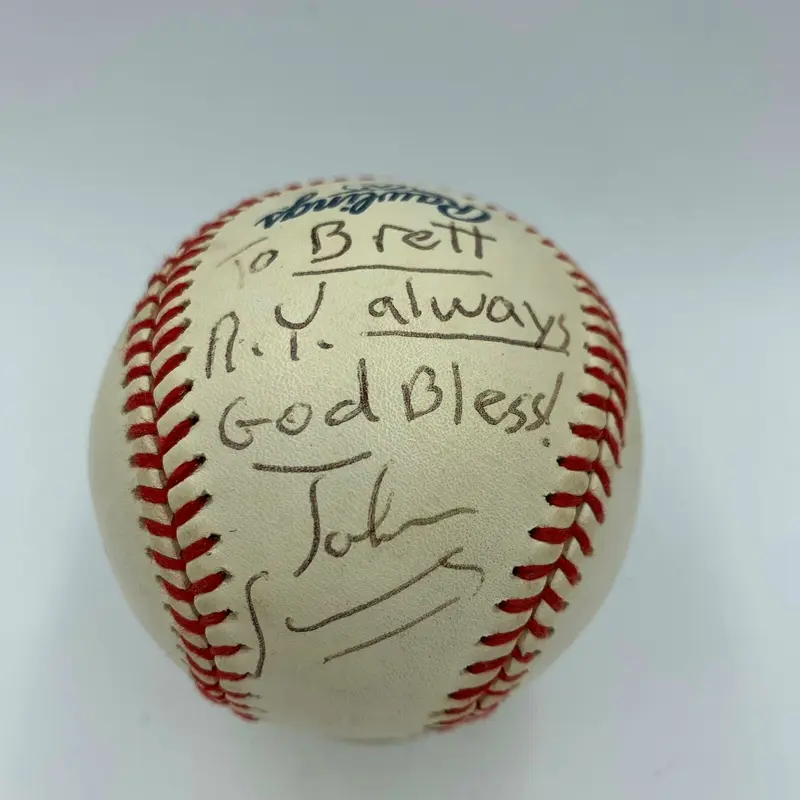 Rawlings
To Brett
N.Y. always
God Bless!
John